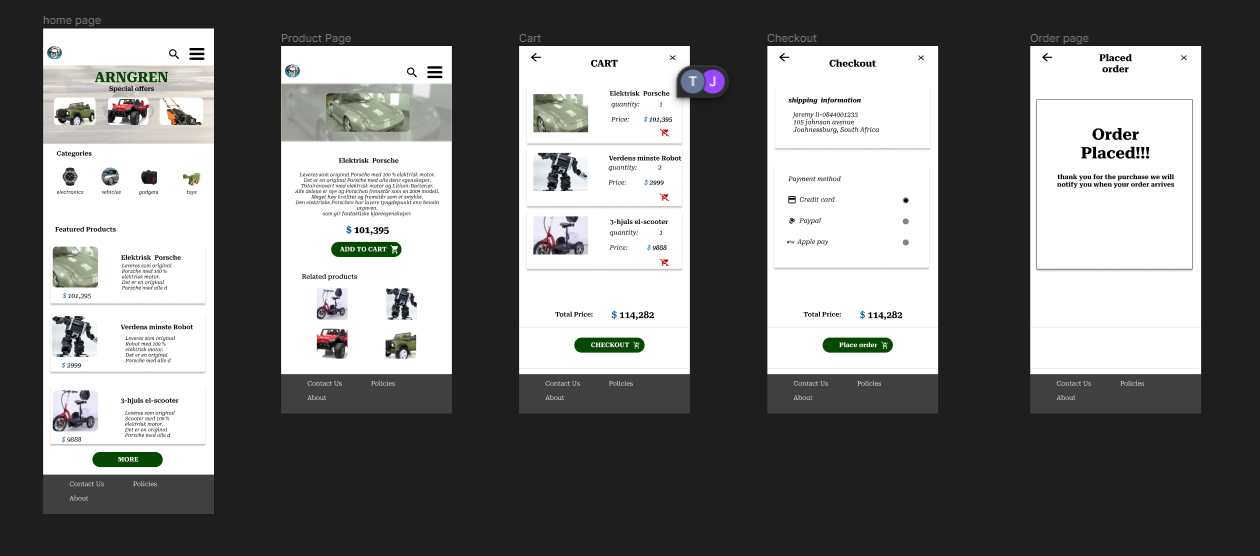 home page
ARNGREN
Special offers
Categories
electronics
vehicles
gadgets
toys
Featured Products
Elektrisk Porsche
Leveres som original
Porsche med 100 %
elektrisk motor.
Det er en original
Porsche med alle d
$ 101,395
Verdens minste Robot
Leveres som original
Robot med 100 %
elektrisk motor.
Det er en original
Porsche med alle d
$ 2999
3-hjuls el-scooter
Leveres som original
Scooter med 100 %
elektrisk motor.
Det er en original
Porsche med alle d
$ 9888
MORE
Contact Us
Policies
About
Product Page
Elektrisk Porsche
Leveres som original Porsche med 100 % elektrisk motor.
Det er en original Porsche med alle dens egenskaper.
Totalrenovert med elektrisk motor og Litium-Batterier.
Alle delene er nye og Porschen fremstår som en 2009 modell.
Meget høy kvalitet og fremstår som et smykke.
Den elektriske Porschen har lavere tyngdepunkt enn bensin
utgaven,
som gir fantastiske kjøreegenskaper.
$ 101,395
ADD TO CART
Related products
Contact Us
Policies
About
Cart
CART
T
J
Elektrisk Porsche
quantity:
1
Price:
$ 101,395
Verdens minste Robot
quantity:
2
Price:
$ 2999
3-hjuls el-scooter
quantity:
1
Price:
$ 9888
Total Price:
$ 114,282
CHECKOUT
Contact Us
Policies
About
Checkout
Checkout
shipping information
jeremy li-0844001233
105 johnson avenue
Joahnessburg, South Africa
Payment method
Credit card
Paypal
Apple pay
Total Price:
$ 114,282
Place order
Contact Us
Policies
About
Order page
Placed
order
Order
Placed!!!
thank you for the purchase we will
notify you when your order arrives
Contact Us
Policies
About